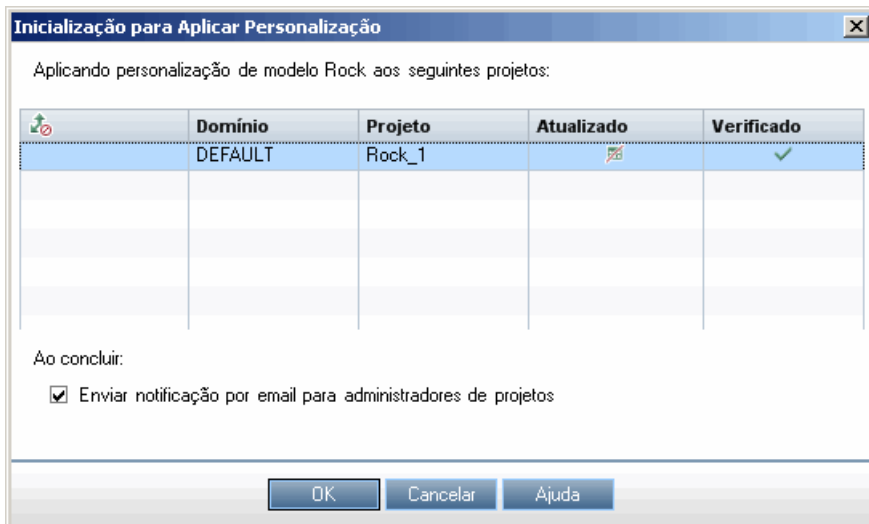 Inicialização para Aplicar Personalização
Aplicando personalização de modelo Rock aos seguintes projetos:
Domínio Projeto Atualizado Verificado
DEFAULT Rock_1
Ao concluir:
Enviar notificação por email para administradores de projetos
OK Cancelar Ajuda